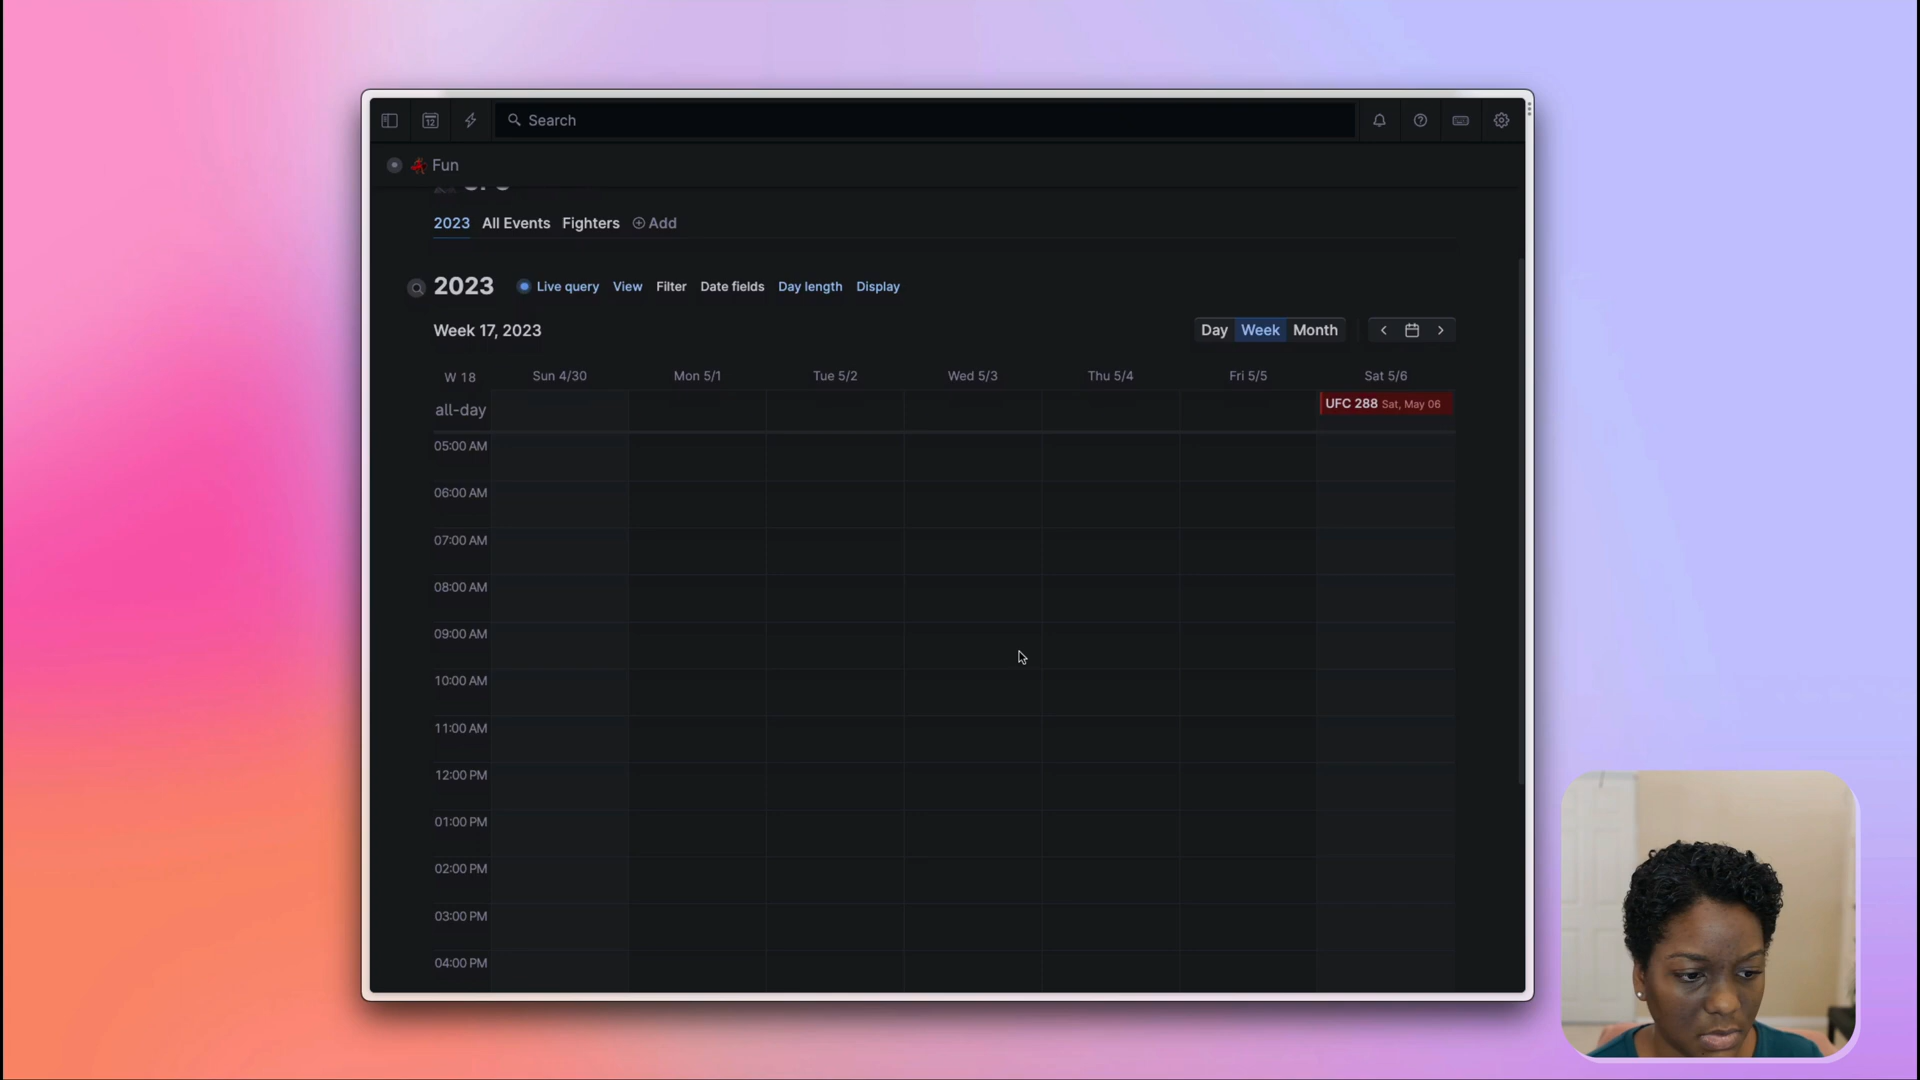 12
Search
Fun
2023 All Events Fighters Add
2023 Live query View Filter Date fields Day length Display
Week 17, 2023 Day Week Month
W 18 Sun 4/30 Mon 5/1 Tue 5/2 Wed 5/3 Thu 5/4 Fri 5/5 Sat 5/6
all-day UFC 288 Sat, May 06
05:00 AM
06:00 AM
07:00 AM
08:00 AM
09:00 AM
10:00 AM
11:00 AM
12:00 PM
01:00 PM
02:00 PM
03:00 PM
04:00 PM